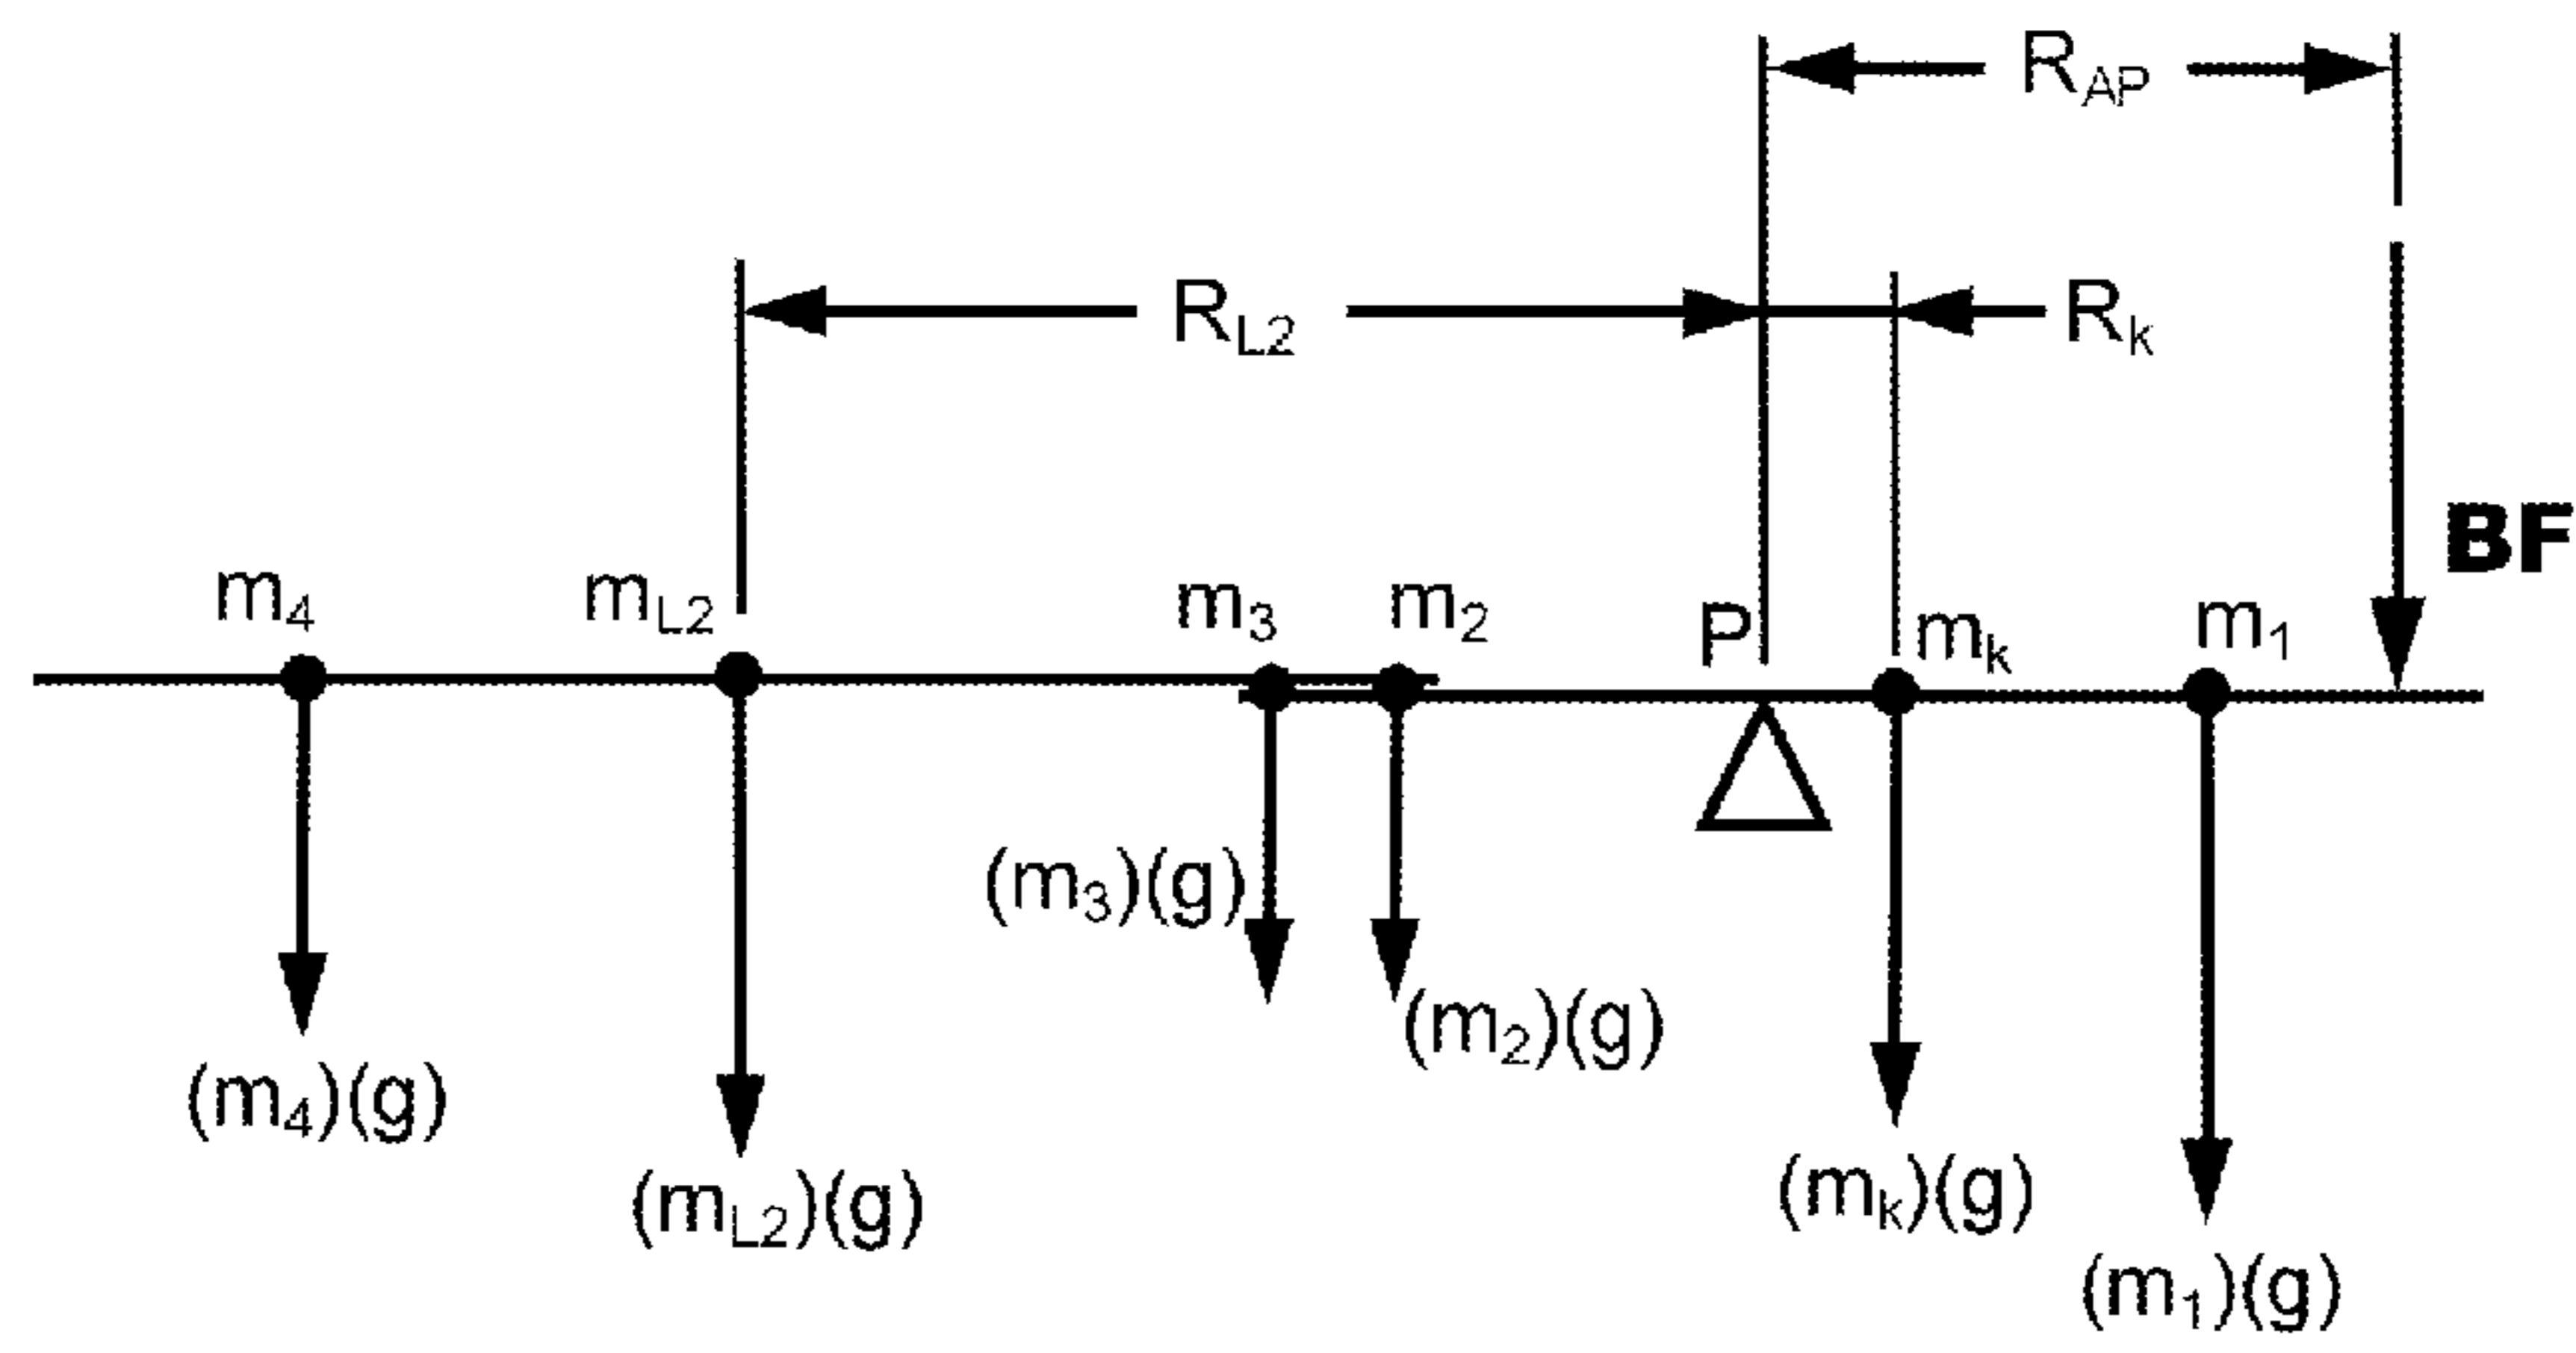 R_AP
R_L2 R_k
BF
m_4 m_L2 m_3 m_2 P m_k m_1
(m_3)(g)
(m_2)(g)
(m_4)(g)
(m_L2)(g) (m_k)(g)
(m_1)(g)